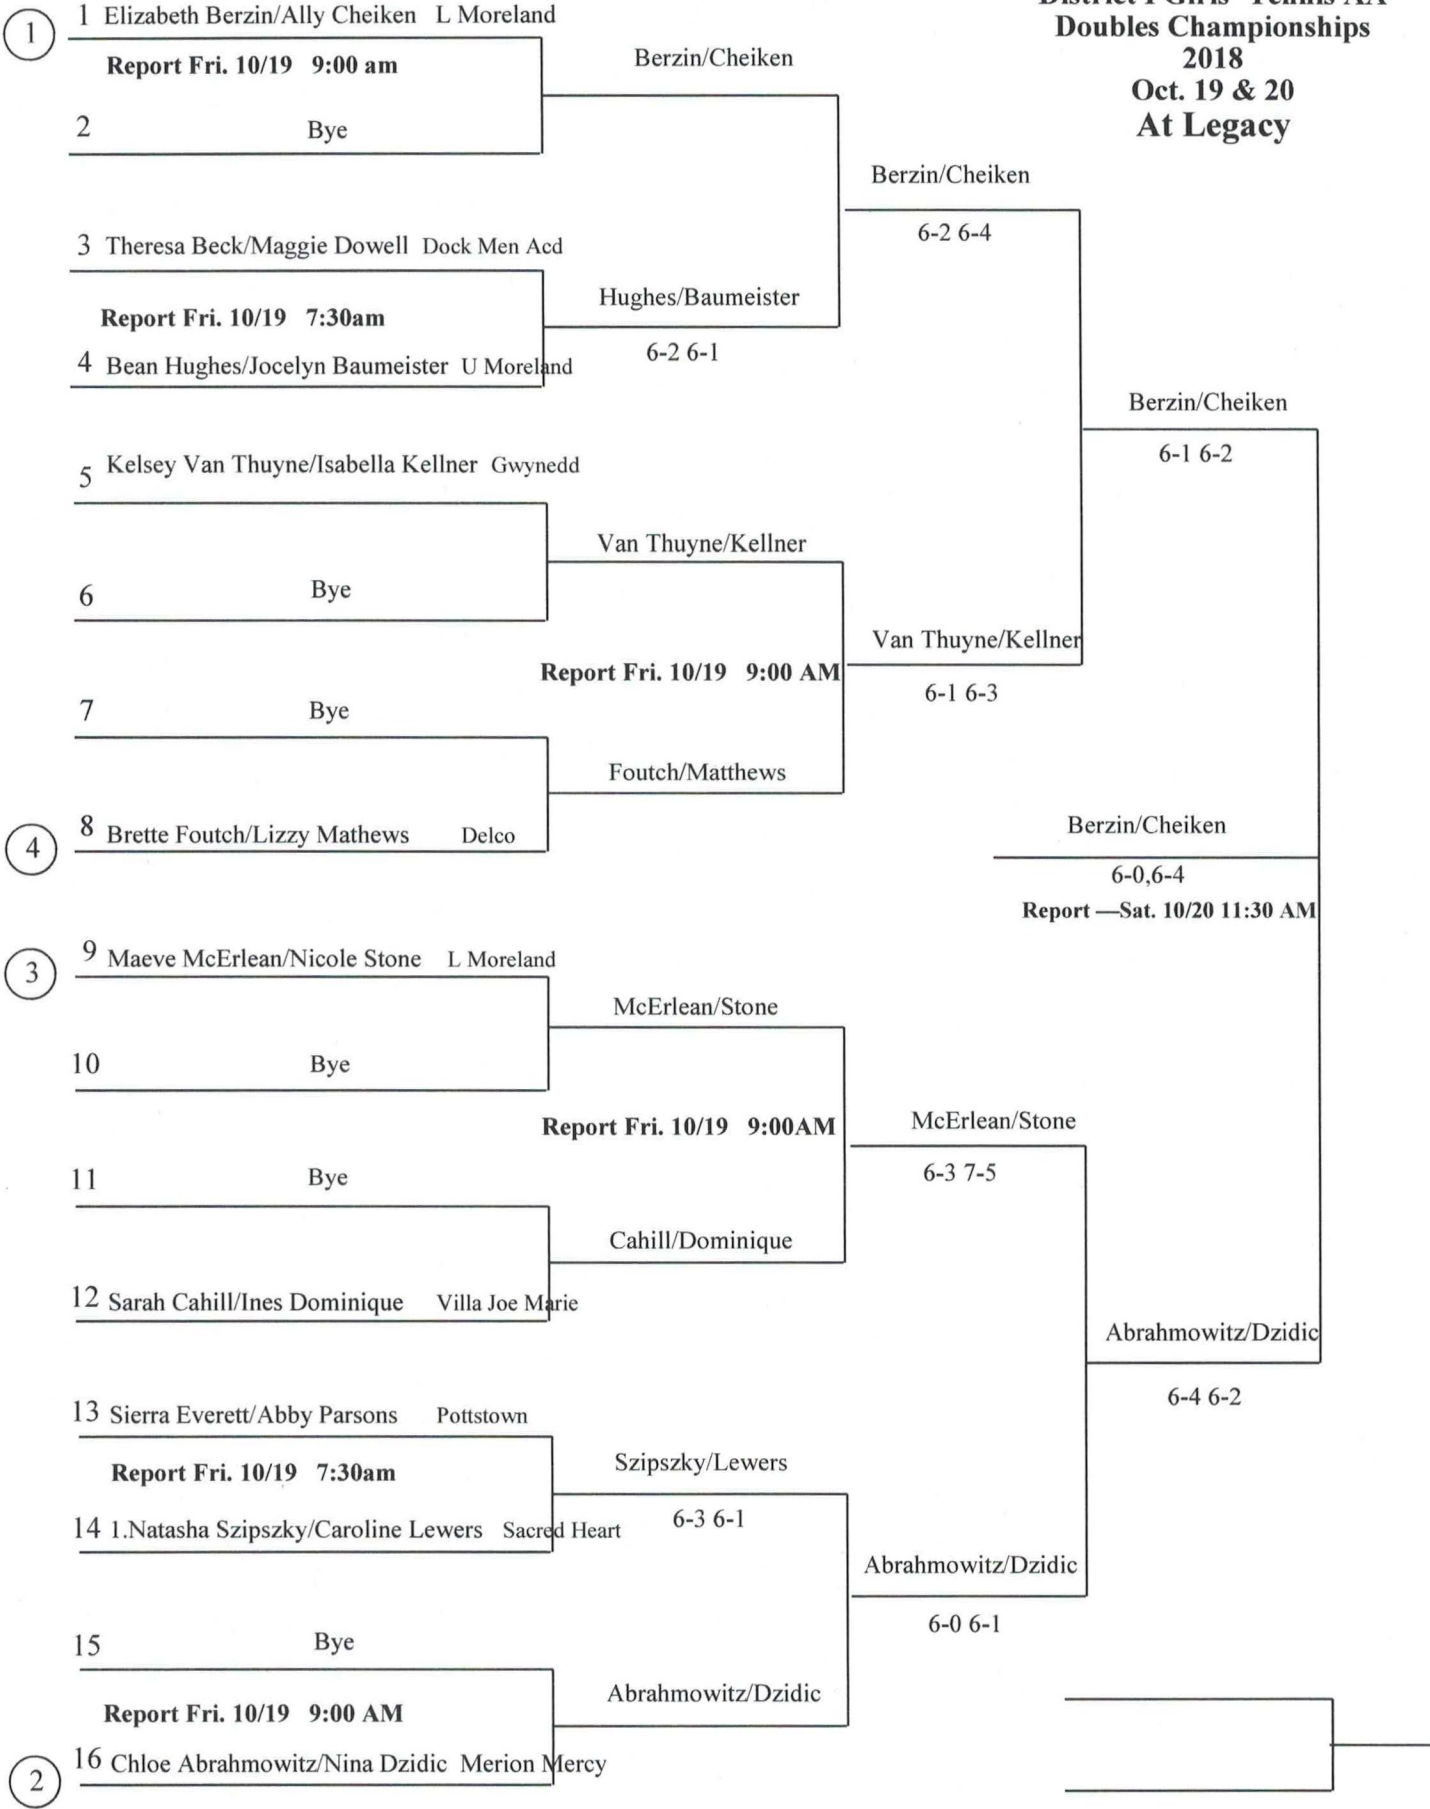 District 1 Girls' Tennis AA
Doubles Championships
2018
Oct. 19 & 20
At Legacy
1
1 Elizabeth Berzin/Ally Cheiken L Moreland
Report Fri. 10/19 9:00 am
Berzin/Cheiken
2 Bye
Berzin/Cheiken
6-2 6-4
3 Theresa Beck/Maggie Dowell Dock Men Acd
Hughes/Baumeister
Report Fri. 10/19 7:30am
6-2 6-1
4 Bean Hughes/Jocelyn Baumeister U Moreland
Berzin/Cheiken
6-1 6-2
5 Kelsey Van Thuyne/Isabella Kellner Gwynedd
Van Thuyne/Kellner
6 Bye
Van Thuyne/Kellner
Report Fri. 10/19 9:00 AM
6-1 6-3
7 Bye
Foutch/Matthews
4
8 Brette Foutch/Lizzy Mathews Delco
Berzin/Cheiken
6-0,6-4
Report —Sat. 10/20 11:30 AM
3
9 Maeve McErlean/Nicole Stone L Moreland
McErlean/Stone
10 Bye
Report Fri. 10/19 9:00AM
McErlean/Stone
6-3 7-5
11 Bye
Cahill/Dominique
12 Sarah Cahill/Ines Dominique Villa Joe Marie
Abrahmowitz/Dzidic
6-4 6-2
13 Sierra Everett/Abby Parsons Pottstown
Szipszky/Lewers
Report Fri. 10/19 7:30am
6-3 6-1
14 1.Natasha Szipszky/Caroline Lewers Sacred Heart
Abrahmowitz/Dzidic
6-0 6-1
15 Bye
Abrahmowitz/Dzidic
Report Fri. 10/19 9:00 AM
2
16 Chloe Abrahmowitz/Nina Dzidic Merion Mercy